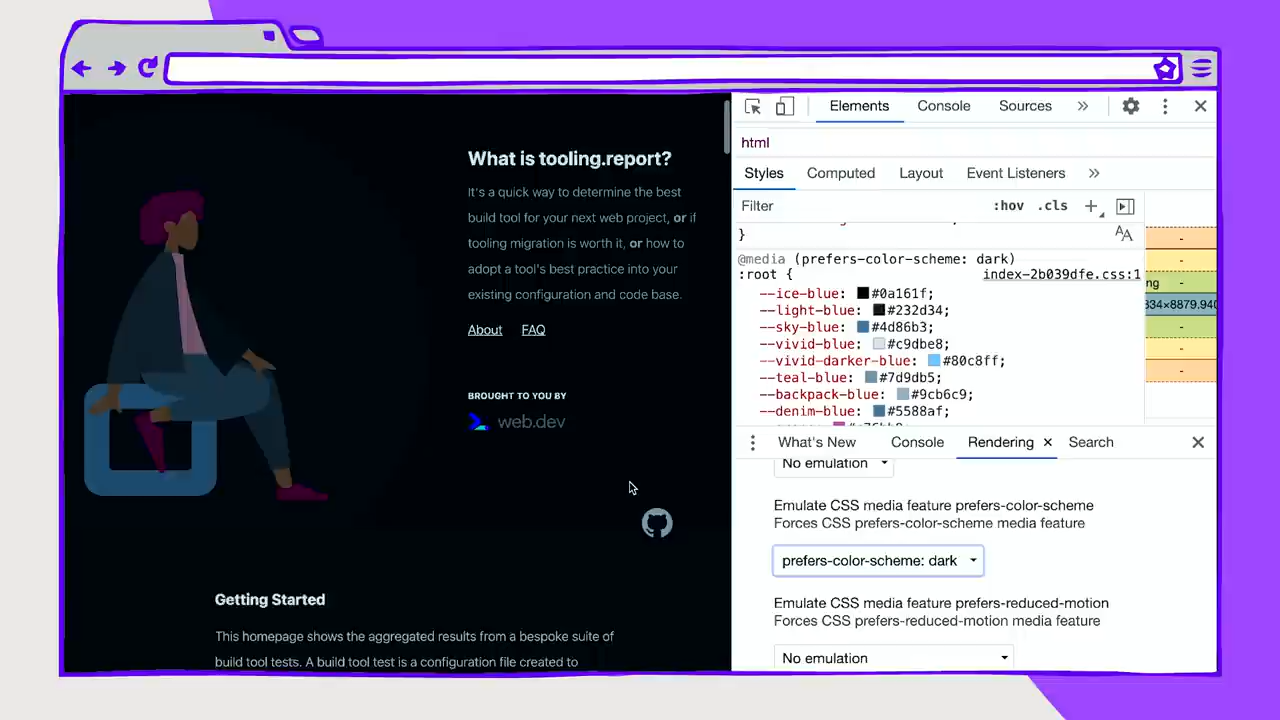 What is tooling.report?
It's a quick way to determine the best
build tool for your next web project, or if
tooling migration is worth it, or how to
adopt a tool's best practice into your
existing configuration and code base.
About FAQ
BROUGHT TO YOU BY
web.dev
Getting Started
This homepage shows the aggregated results from a bespoke suite of
build tool tests. A build tool test is a configuration file created to
Elements Console Sources »
html
Styles Computed Layout Event Listeners »
Filter :hov .cls +
}
@media (prefers-color-scheme: dark)
:root { index-2b039dfe.css:1
--ice-blue: #0a161f;
--light-blue: #232d34;
--sky-blue: #4d86b3;
--vivid-blue: #c9dbe8;
--vivid-darker-blue: #80c8ff;
--teal-blue: #7d9db5;
--backpack-blue: #9cb6c9;
--denim-blue: #5588af;
-
-
ng -
834×8879.940
-
-
-
What's New Console Rendering × Search
No emulation
Emulate CSS media feature prefers-color-scheme
Forces CSS prefers-color-scheme media feature
prefers-color-scheme: dark
Emulate CSS media feature prefers-reduced-motion
Forces CSS prefers-reduced-motion media feature
No emulation